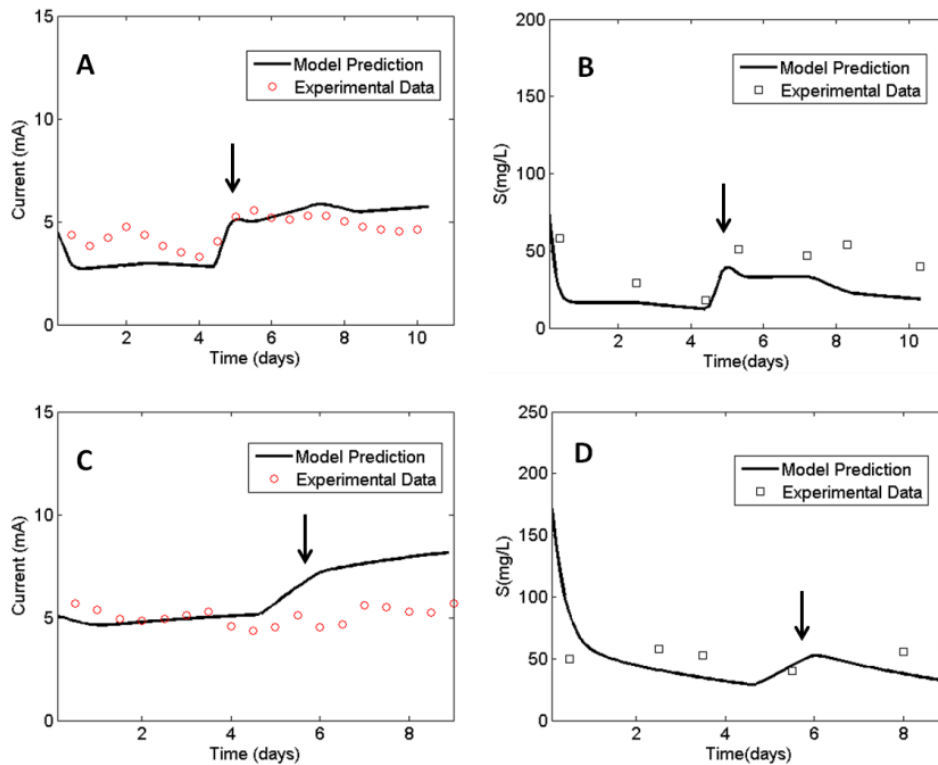 A
Model Prediction
Experimental Data
Current (mA)
15
10
5
0
2 4 6 8 10
Time (days)
B
Model Prediction
Experimental Data
S(mg/L)
200
150
100
50
0
2 4 6 8 10
Time(days)
C
Model Prediction
Experimental Data
Current (mA)
15
10
5
0
2 4 6 8
Time (days)
D
Model Prediction
Experimental Data
S(mg/L)
250
200
150
100
50
0
2 4 6 8
Time(days)